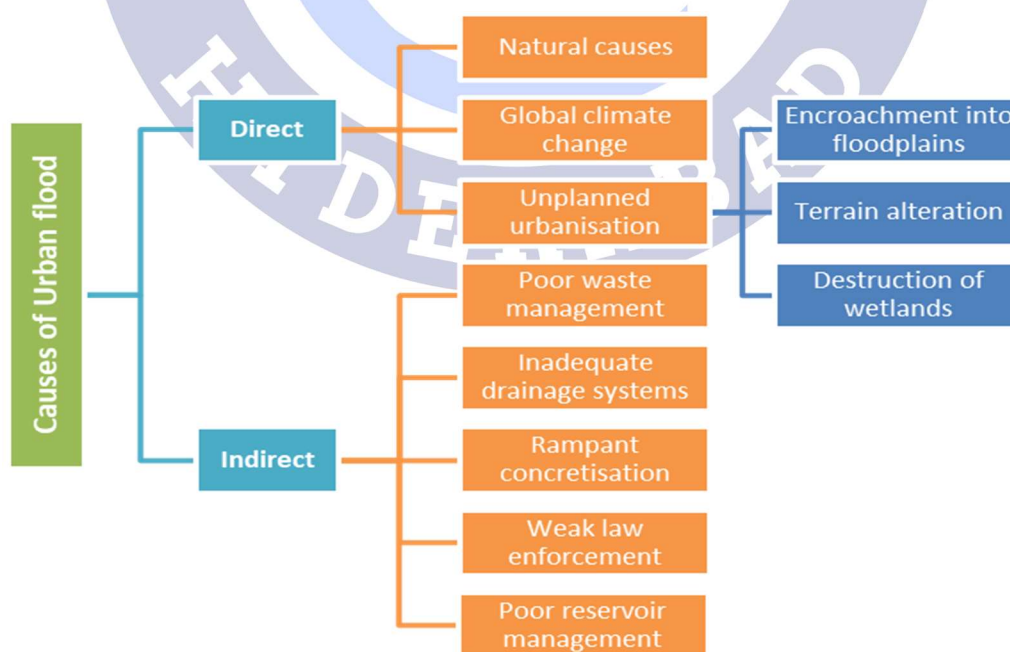 Causes of Urban flood
Direct
Natural causes
Global climate
change
Unplanned
urbanisation
Encroachment into
floodplains
Terrain alteration
Destruction of
wetlands
Indirect
Poor waste
management
Inadequate
drainage systems
Rampant
concretisation
Weak law
enforcement
Poor reservoir
management